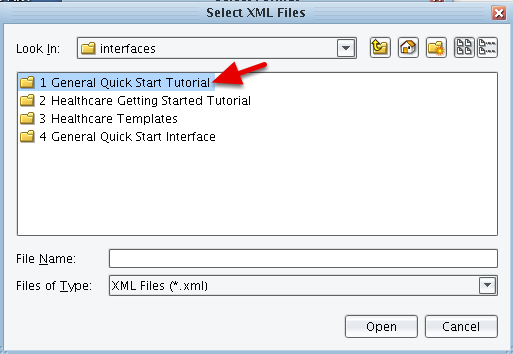 Select XML Files
Look In: interfaces
1 General Quick Start Tutorial
2 Healthcare Getting Started Tutorial
3 Healthcare Templates
4 General Quick Start Interface
File Name:
Files of Type: XML Files (*.xml)
Open Cancel